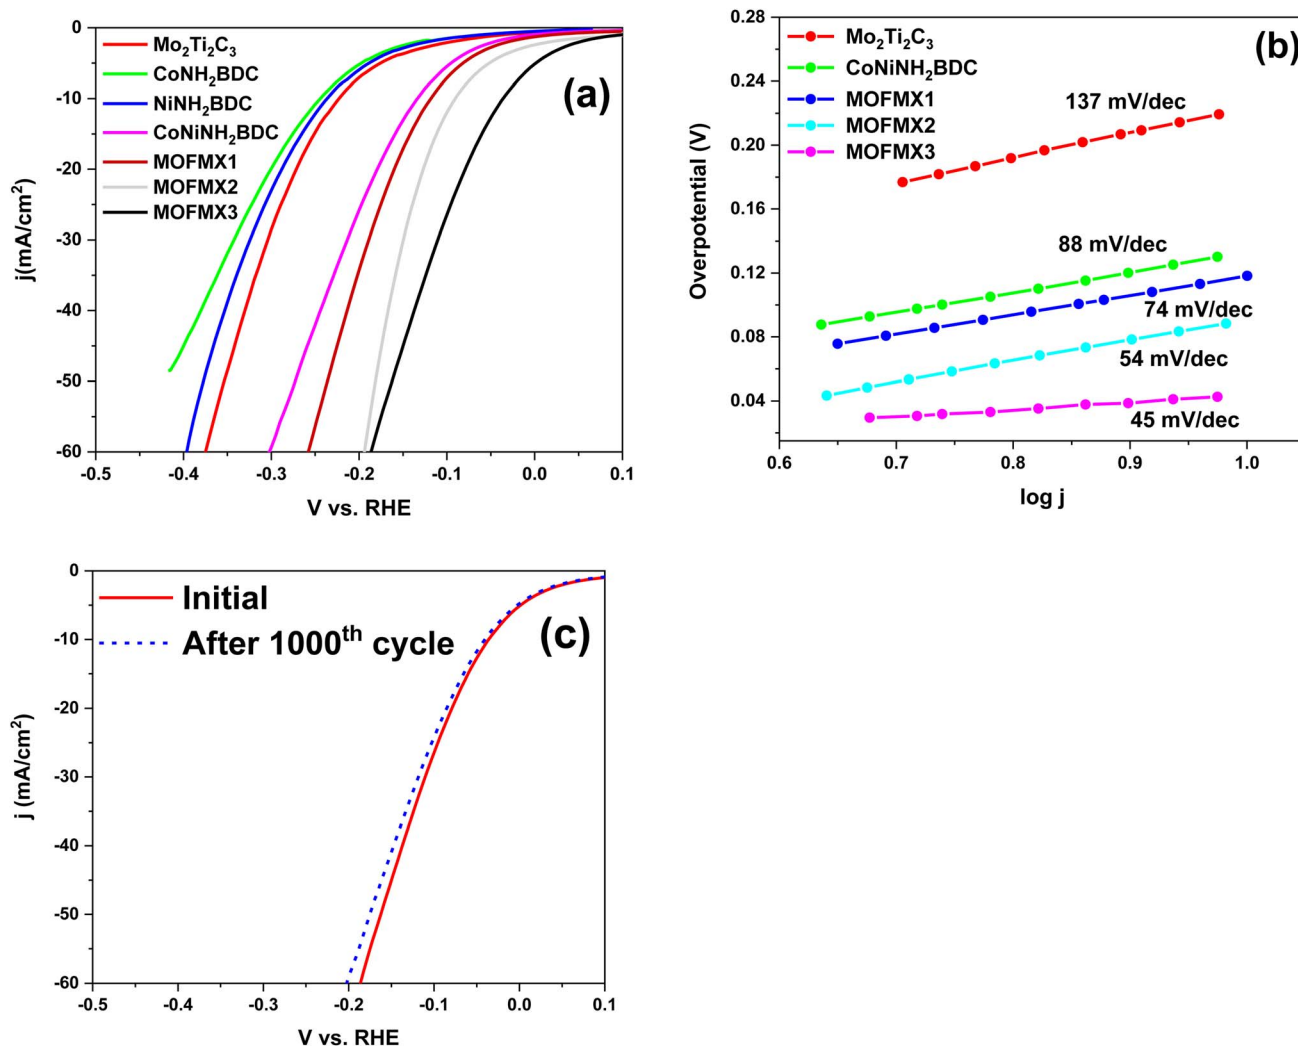 (a)
0
-10
-20
-30
-40
-50
-60
j(mA/cm²)
Mo₂Ti₂C₃
CoNH₂BDC
NiNH₂BDC
CoNiNH₂BDC
MOFMX1
MOFMX2
MOFMX3
-0.5
-0.4
-0.3
-0.2
-0.1
0.0
0.1
V vs. RHE
(b)
0.28
0.24
0.20
0.16
0.12
0.08
0.04
Overpotential (V)
Mo₂Ti₂C₃
CoNiNH₂BDC
MOFMX1
MOFMX2
MOFMX3
137 mV/dec
88 mV/dec
74 mV/dec
54 mV/dec
45 mV/dec
0.6
0.7
0.8
0.9
1.0
log j
(c)
0
-10
-20
-30
-40
-50
-60
j (mA/cm²)
Initial
After 1000ᵗʰ cycle
-0.5
-0.4
-0.3
-0.2
-0.1
0.0
0.1
V vs. RHE